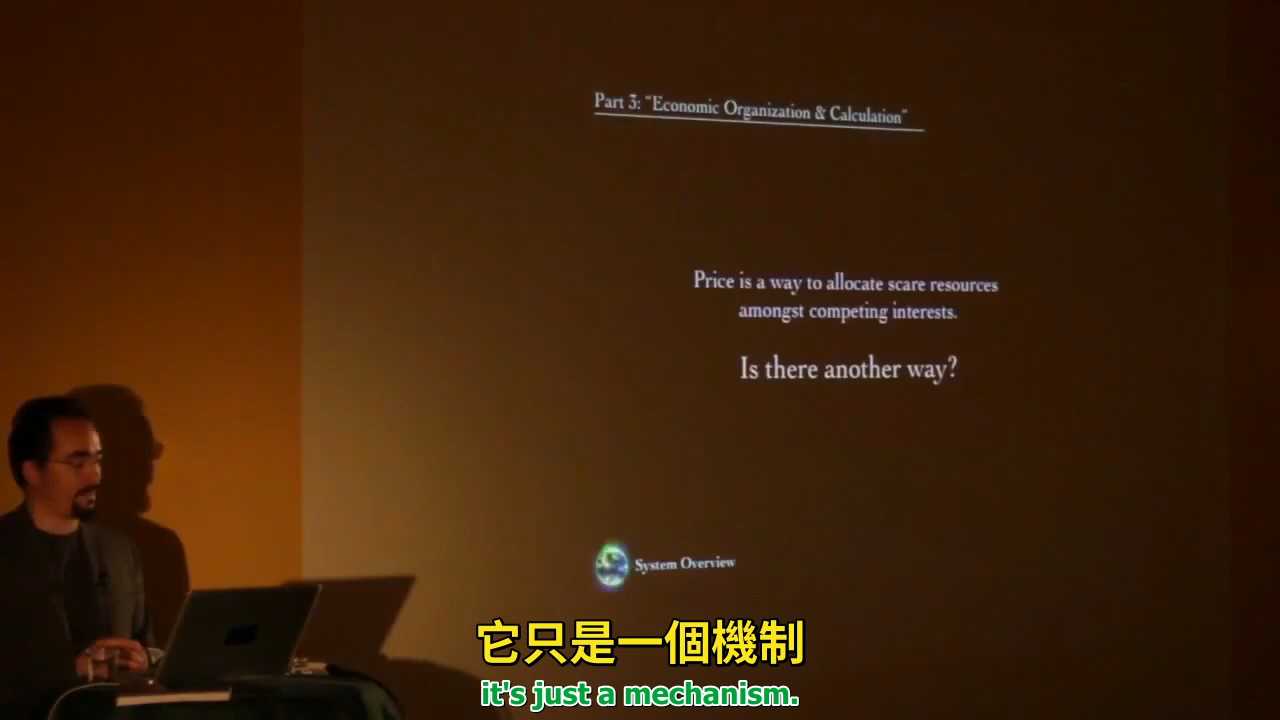 Part 3: "Economic Organization & Calculation"
Price is a way to allocate scare resources
amongst competing interests.
Is there another way?
System Overview
它只是一個機制
it's just a mechanism.